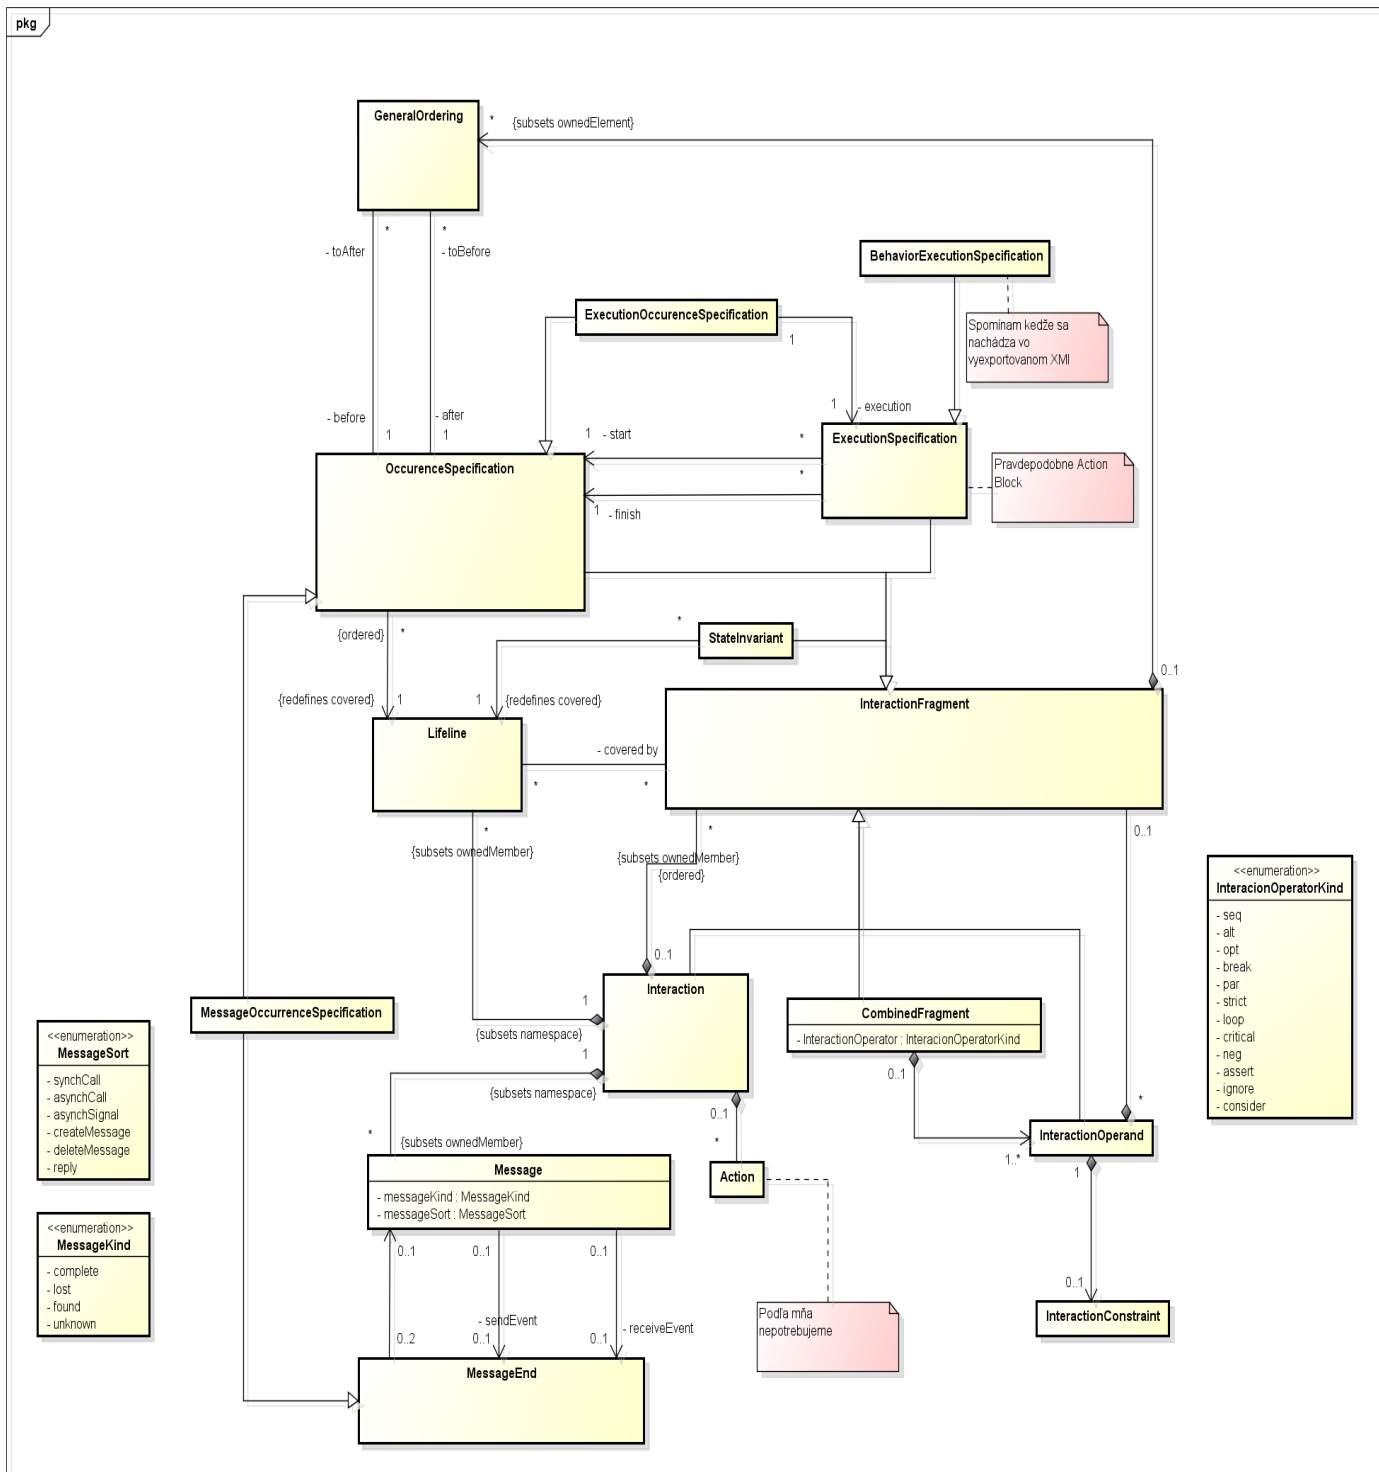 pkg
GeneralOrdering
*
{subsets ownedElement}
- toAfter
*
*
- toBefore
BehaviorExecutionSpecification
ExecutionOccurenceSpecification
1
Spominam kedže sa
nachádza vo
vyexportovanom XMI
- before
1
- after
1
1
- execution
1
- start
*
ExecutionSpecification
OccurenceSpecification
*
1
- finish
Pravdepodobne Action
Block
{ordered}
*
*
StateInvariant
{redefines covered}
1
1
{redefines covered}
0..1
InteractionFragment
Lifeline
- covered by
*
*
*
{subsets ownedMember}
*
{subsets ownedMember}
{ordered}
0..1
<<enumeration>>
InteracionOperatorKind
- seq
- alt
- opt
- break
- par
- strict
- loop
- critical
- neg
- assert
- ignore
- consider
0..1
Interaction
1
{subsets namespace}
1
{subsets namespace}
MessageOccurrenceSpecification
CombinedFragment
- InteractionOperator : InteracionOperatorKind
0..1
<<enumeration>>
MessageSort
- synchCall
- asynchCall
- asynchSignal
- createMessage
- deleteMessage
- reply
0..1
*
*
{subsets ownedMember}
*
InteractionOperand
1..*
1
Message
- messageKind : MessageKind
- messageSort : MessageSort
Action
<<enumeration>>
MessageKind
- complete
- lost
- found
- unknown
0..1
0..1
0..1
0..1
InteractionConstraint
Podľa mňa
nepotrebujeme
- sendEvent
- receiveEvent
0..2
0..1
0..1
MessageEnd